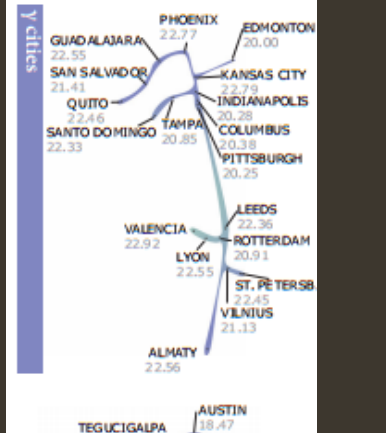 γ cities
PHOENIX
22.77
EDMONTON
20.00
GUADALAJARA
22.55
SAN SALVADOR
21.41
KANSAS CITY
22.79
QUITO
22.46
INDIANAPOLIS
20.28
SANTO DOMINGO
22.33
TAMPA
20.85
COLUMBUS
20.38
PITTSBURGH
20.25
LEEDS
22.36
VALENCIA
22.92
ROTTERDAM
20.91
LYON
22.55
ST. PETERSB
22.45
VILNIUS
21.13
ALMATY
22.56
AUSTIN
18.47
TEGUCIGALPA